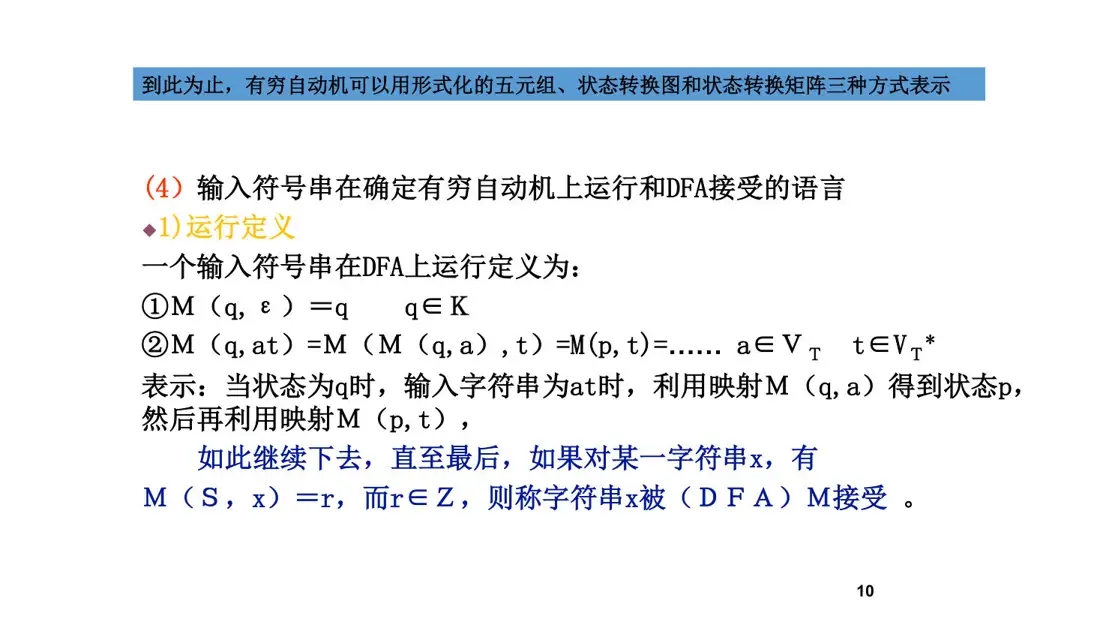 到此为止，有穷自动机可以用形式化的五元组、状态转换图和状态转换矩阵三种方式表示
(4）输入符号串在确定有穷自动机上运行和DFA接受的语言
◆1)运行定义
一个输入符号串在DFA上运行定义为：
①Ｍ（q,ε）＝q　　q∈Ｋ
②Ｍ（q,at）=Ｍ（Ｍ（q,a）,t）=M(p,t)=…… a∈ＶT　t∈VT*
表示：当状态为q时，输入字符串为at时，利用映射Ｍ（q,a）得到状态p，
然后再利用映射Ｍ（p,t），
如此继续下去，直至最后，如果对某一字符串x，有
Ｍ（Ｓ，x）＝r，而r∈Ｚ，则称字符串x被（ＤＦＡ）Ｍ接受 。
10